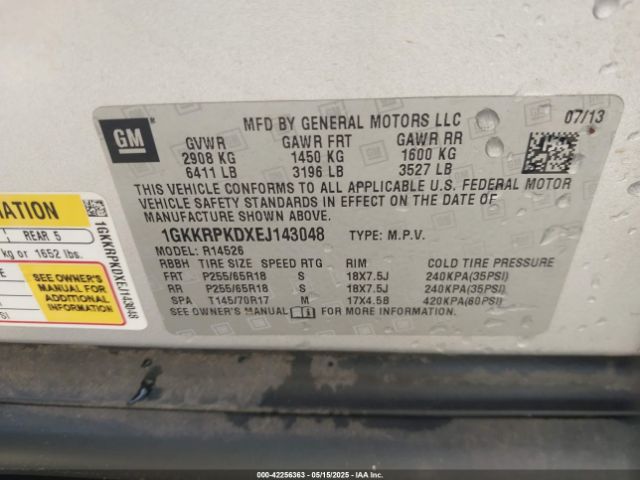 GM
MFD BY GENERAL MOTORS LLC
07/13
GVWR GAWR FRT GAWR RR
2908 KG 1450 KG 1600 KG
6411 LB 3196 LB 3527 LB
THIS VEHICLE CONFORMS TO ALL APPLICABLE U.S. FEDERAL MOTOR
VEHICLE SAFETY STANDARDS IN EFFECT ON THE DATE OF
MANUFACTURE SHOWN ABOVE.
1GKKRPKDXEJ143048 TYPE: M.P.V.
MODEL: R14526
RBBH TIRE SIZE SPEED RTG RIM COLD TIRE PRESSURE
FRT P255/65R18 S 18X7.5J 240KPA(35PSI)
RR P255/65R18 S 18X7.5J 240KPA(35PSI)
SPA T145/70R17 M 17X4.5B 420KPA(60PSI)
SEE OWNER'S MANUAL FOR MORE INFORMATION.
MATION
REAR 5
kg or 1652 lbs.
SEE OWNER'S
MANUAL FOR
ADDITIONAL
INFORMATION
1GKKRPKDXEJ143048
000-42256363 - 05/15/2025 - IAAI.COM